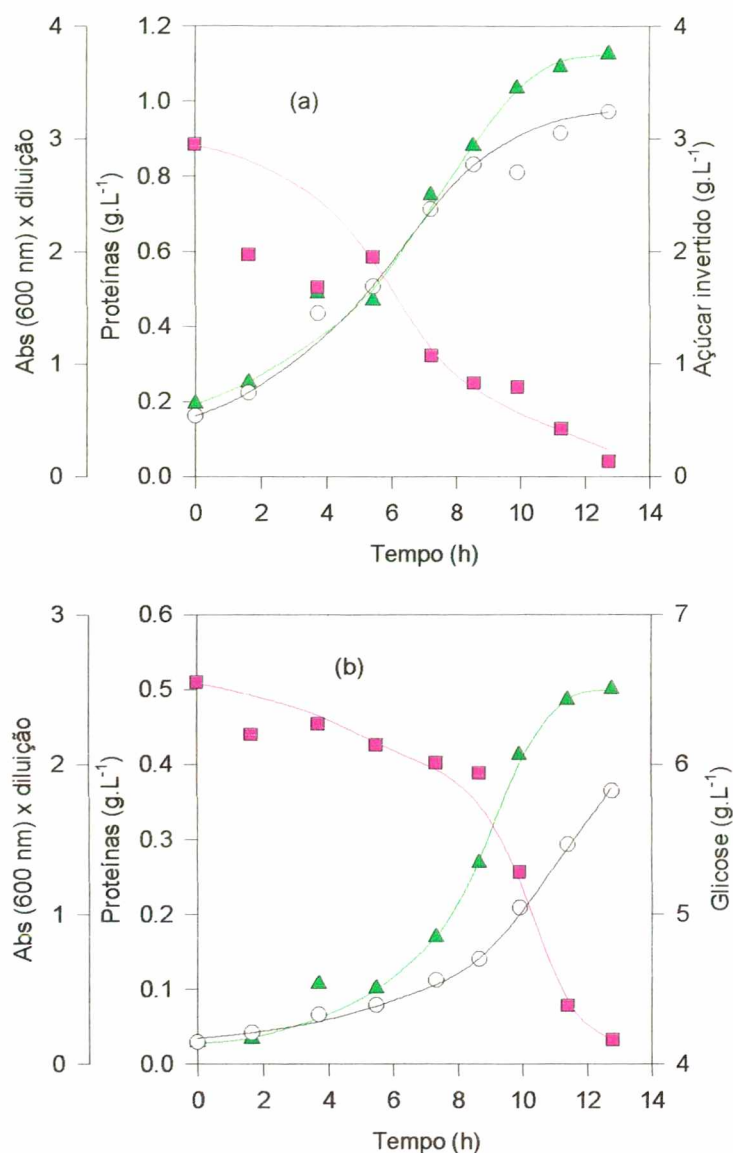 (a)
Abs (600 nm) x diluição
4
3
2
1
0
Proteínas (g.L-1)
1.2
1.0
0.8
0.6
0.4
0.2
0.0
Açúcar invertido (g.L-1)
4
3
2
1
0
0 2 4 6 8 10 12 14
Tempo (h)
(b)
Abs (600 nm) x diluição
3
2
1
0
Proteínas (g.L-1)
0.6
0.5
0.4
0.3
0.2
0.1
0.0
Glicose (g.L-1)
7
6
5
4
0 2 4 6 8 10 12 14
Tempo (h)